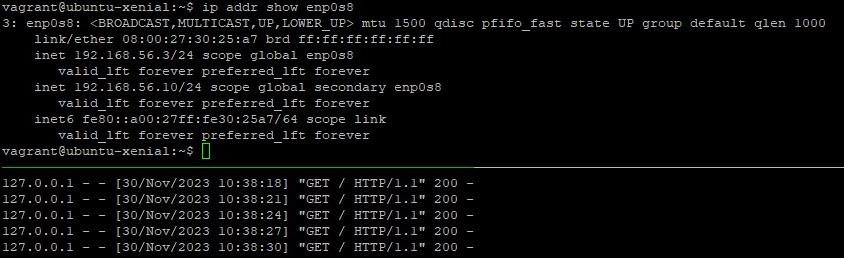 vagrant@ubuntu-xenial:~$ ip addr show enp0s8
3: enp0s8: <BROADCAST,MULTICAST,UP,LOWER_UP> mtu 1500 qdisc pfifo_fast state UP group default qlen 1000
    link/ether 08:00:27:30:25:a7 brd ff:ff:ff:ff:ff:ff
    inet 192.168.56.3/24 scope global enp0s8
       valid_lft forever preferred_lft forever
    inet 192.168.56.10/24 scope global secondary enp0s8
       valid_lft forever preferred_lft forever
    inet6 fe80::a00:27ff:fe30:25a7/64 scope link
       valid_lft forever preferred_lft forever
vagrant@ubuntu-xenial:~$
127.0.0.1 - - [30/Nov/2023 10:38:18] "GET / HTTP/1.1" 200 -
127.0.0.1 - - [30/Nov/2023 10:38:21] "GET / HTTP/1.1" 200 -
127.0.0.1 - - [30/Nov/2023 10:38:24] "GET / HTTP/1.1" 200 -
127.0.0.1 - - [30/Nov/2023 10:38:27] "GET / HTTP/1.1" 200 -
127.0.0.1 - - [30/Nov/2023 10:38:30] "GET / HTTP/1.1" 200 -